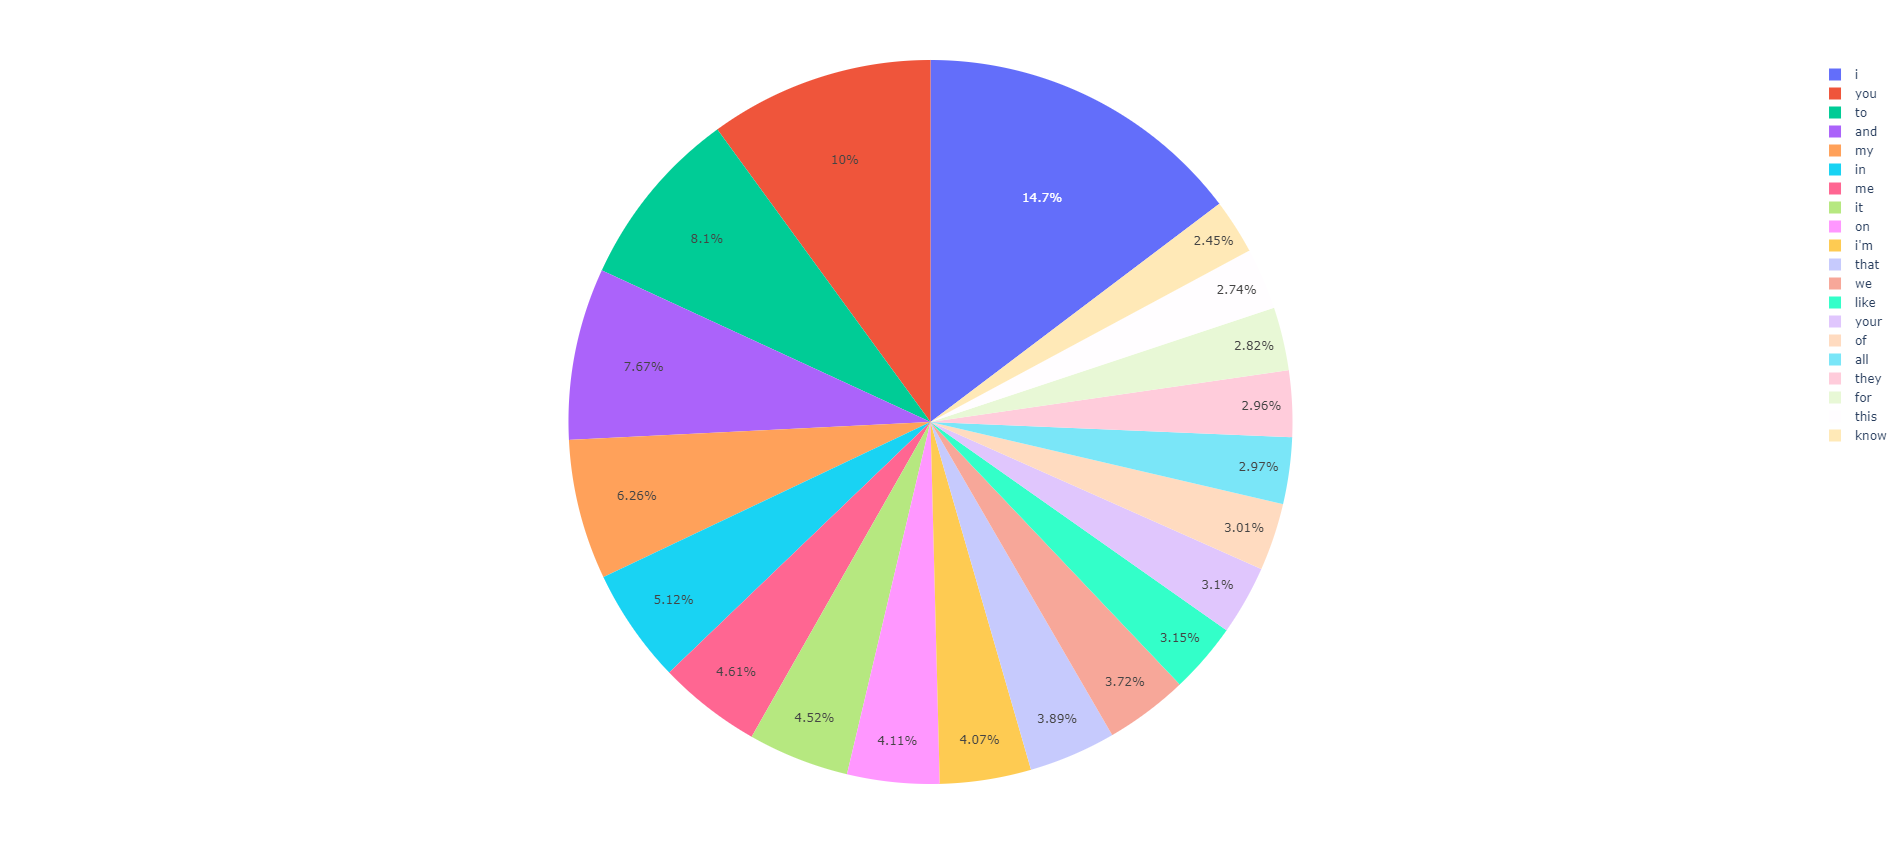 10%
14.7%
8.1%
2.45%
2.74%
2.82%
7.67%
2.96%
2.97%
6.26%
3.01%
5.12%
3.1%
3.15%
4.61%
3.72%
4.52%
3.89%
4.11%
4.07%
i
you
to
and
my
in
me
it
on
i'm
that
we
like
your
of
all
they
for
this
know